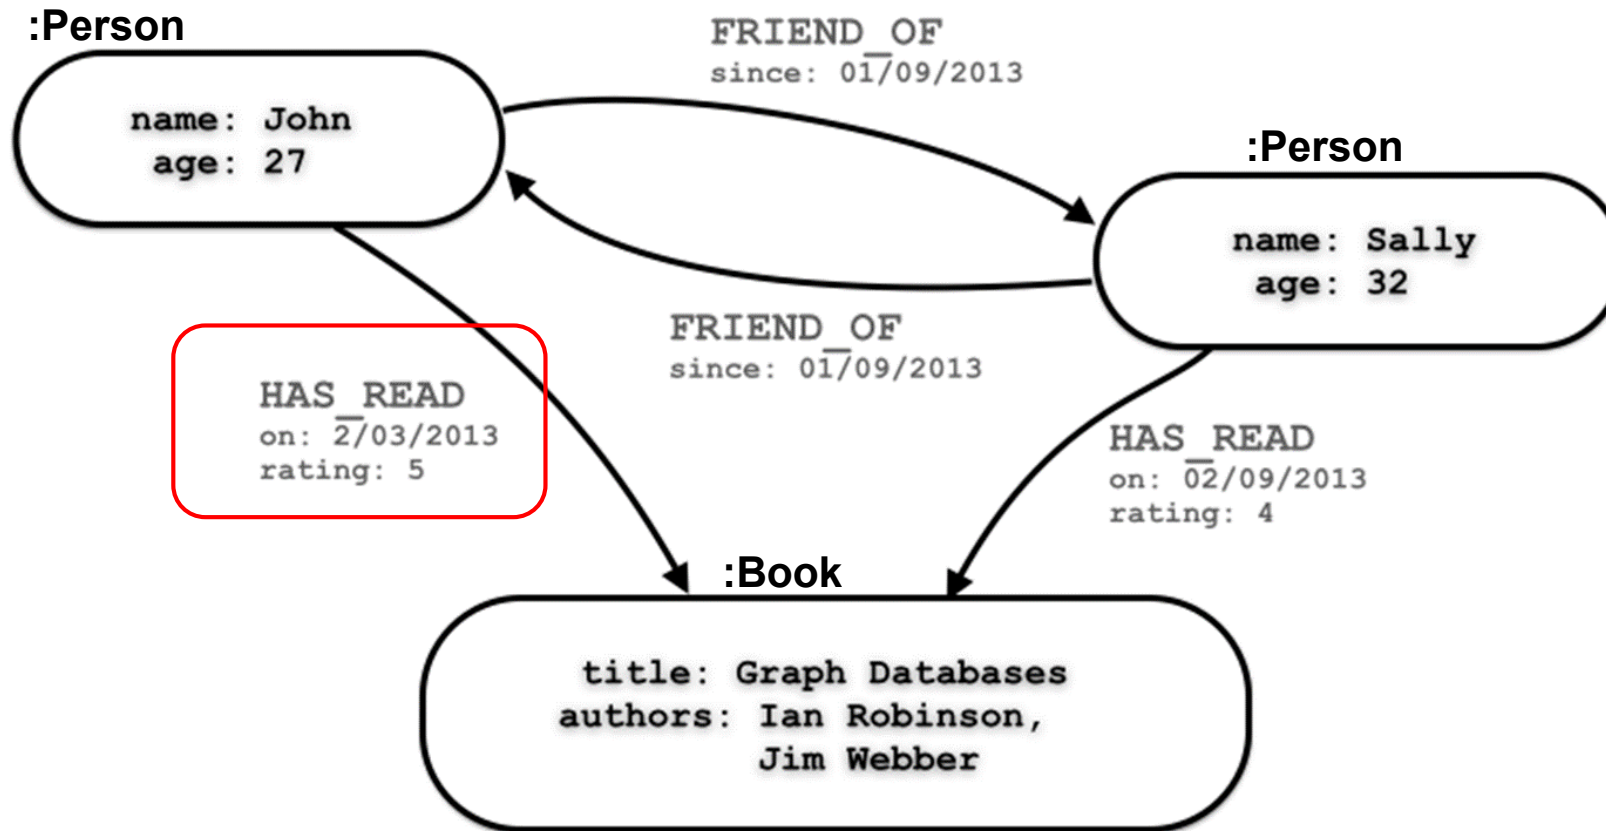 :Person
name: John
age: 27
FRIEND_OF
since: 01/09/2013
:Person
name: Sally
age: 32
FRIEND_OF
since: 01/09/2013
HAS_READ
on: 2/03/2013
rating: 5
HAS_READ
on: 02/09/2013
rating: 4
:Book
title: Graph Databases
authors: Ian Robinson,
Jim Webber